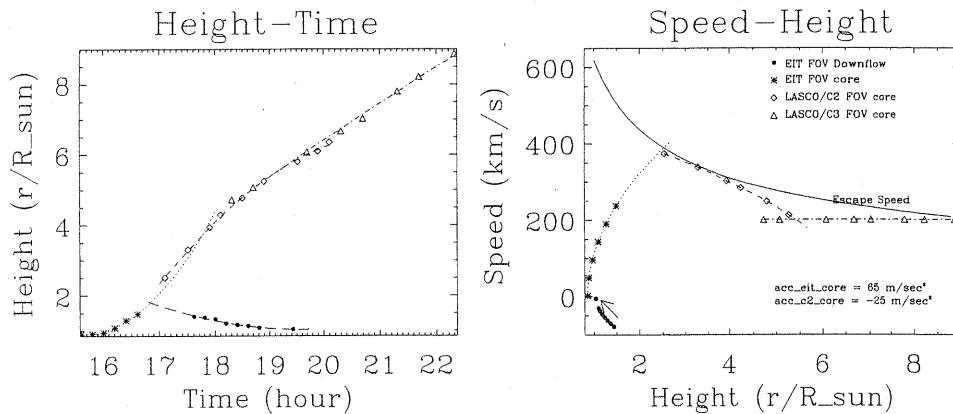 Height-Time
Height (r/R_sun)
8
6
4
2
16 17 18 19 20 21 22
Time (hour)
Speed-Height
Speed (km/s)
600
400
200
0
EIT FOV Downflow
EIT FOV core
LASCO/C2 FOV core
LASCO/C3 FOV core
Escape Speed
acc_eit_core = 65 m/sec²
acc_c2_core = -25 m/sec²
2 4 6 8
Height (r/R_sun)